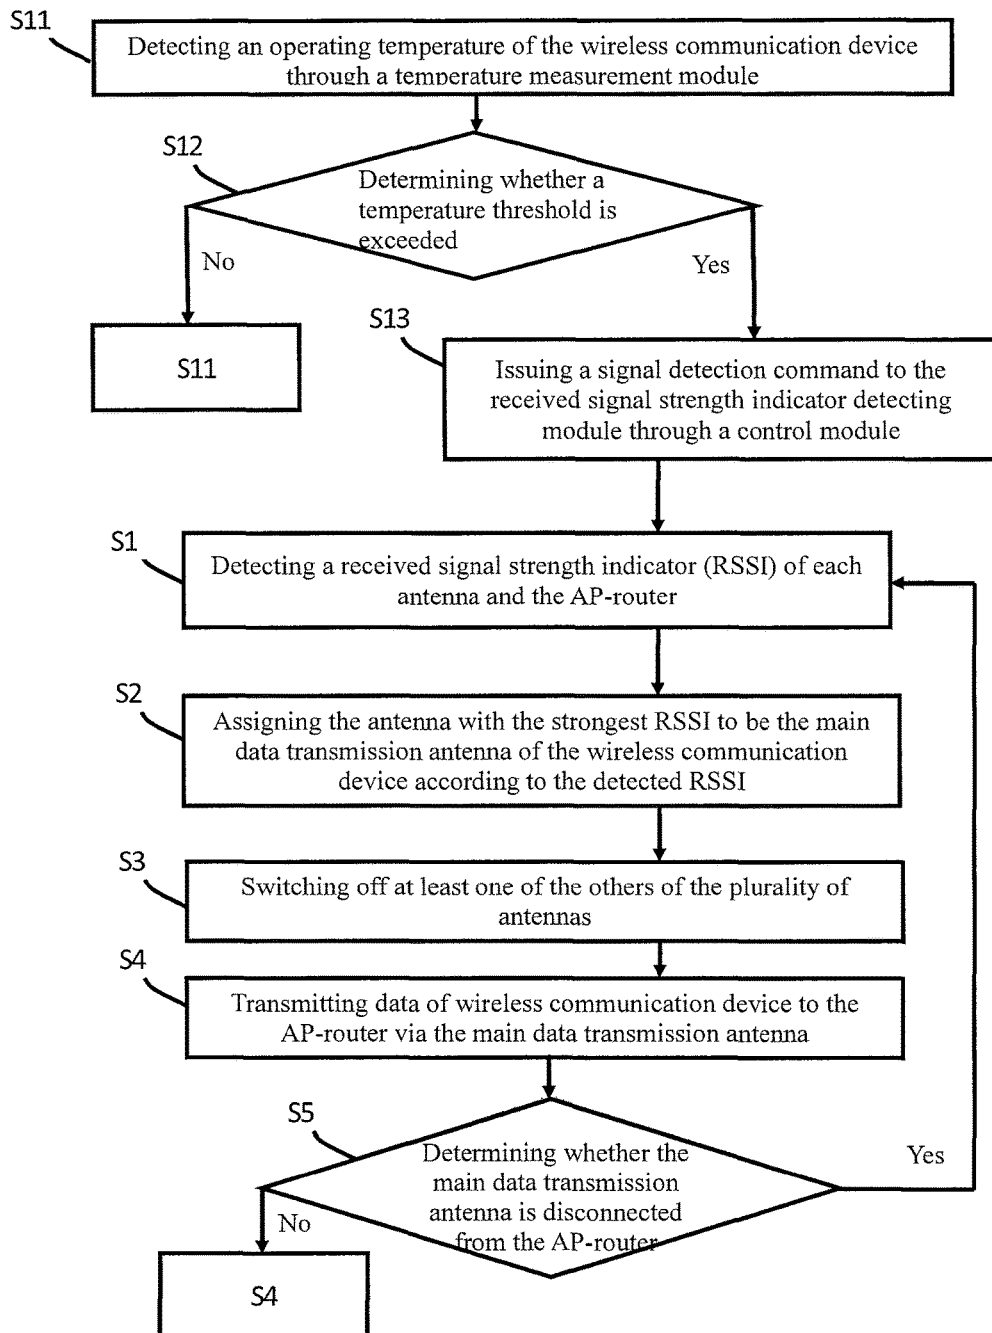 S11
Detecting an operating temperature of the wireless communication device
through a temperature measurement module
S12
Determining whether a
temperature threshold is
exceeded
No
Yes
S11
S13
Issuing a signal detection command to the
received signal strength indicator detecting
module through a control module
S1
Detecting a received signal strength indicator (RSSI) of each
antenna and the AP-router
S2
Assigning the antenna with the strongest RSSI to be the main
data transmission antenna of the wireless communication
device according to the detected RSSI
S3
Switching off at least one of the others of the plurality of
antennas
S4
Transmitting data of wireless communication device to the
AP-router via the main data transmission antenna
S5
Determining whether the
main data transmission
antenna is disconnected
from the AP-router
Yes
No
S4